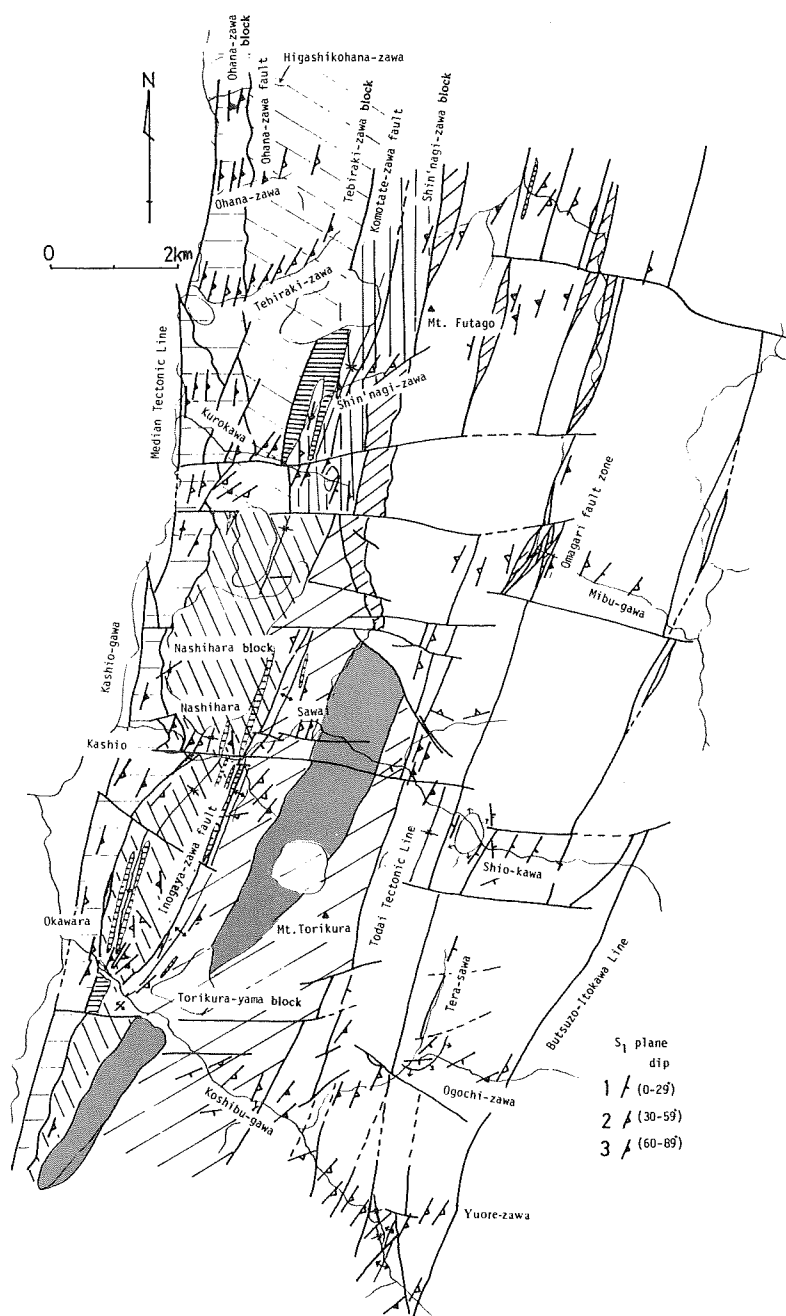 Ohana-zawa
block
Ohana-zawa fault
Higashikohana-zawa
N
Tebiraki-zawa block
Komotate-zawa fault
Shin'nagi-zawa block
Ohana-zawa
0 2km
Tebiraki-zawa
Mt. Futago
Median Tectonic Line
Shin'nagi-zawa
Kurokawa
Omagari fault zone
Mibu-gawa
Kashio-gawa
Nashihara block
Nashihara
Sawai
Kashio
Inogaya-zawa fault
Todai Tectonic Line
Shio-kawa
Okawara
Mt.Torikura
Tera-sawa
Butsuzo-Itokawa Line
Torikura-yama block
S1 plane
dip
1 (0-29°)
2 (30-59°)
3 (60-89°)
Koshibu-gawa
Ogochi-zawa
Yuore-zawa